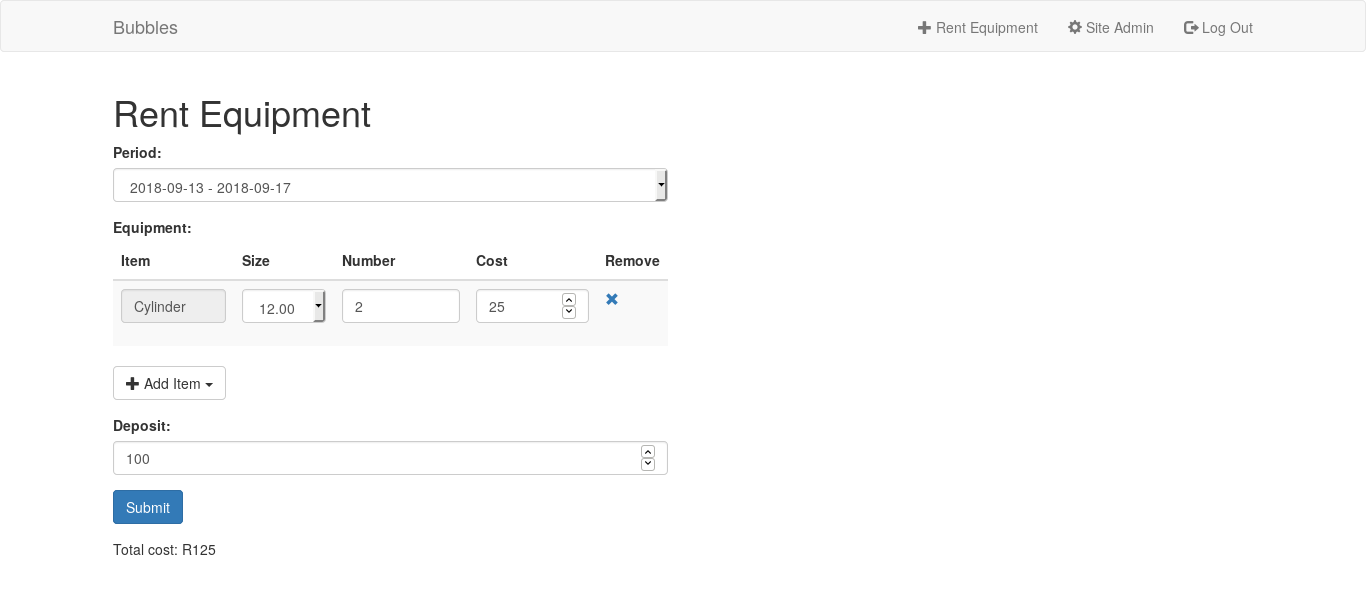 Bubbles Rent Equipment Site Admin Log Out
Rent Equipment
Period:
2018-09-13 - 2018-09-17
Equipment:
Item Size Number Cost Remove
Cylinder 12.00 2 25
Add Item
Deposit:
100
Submit
Total cost: R125